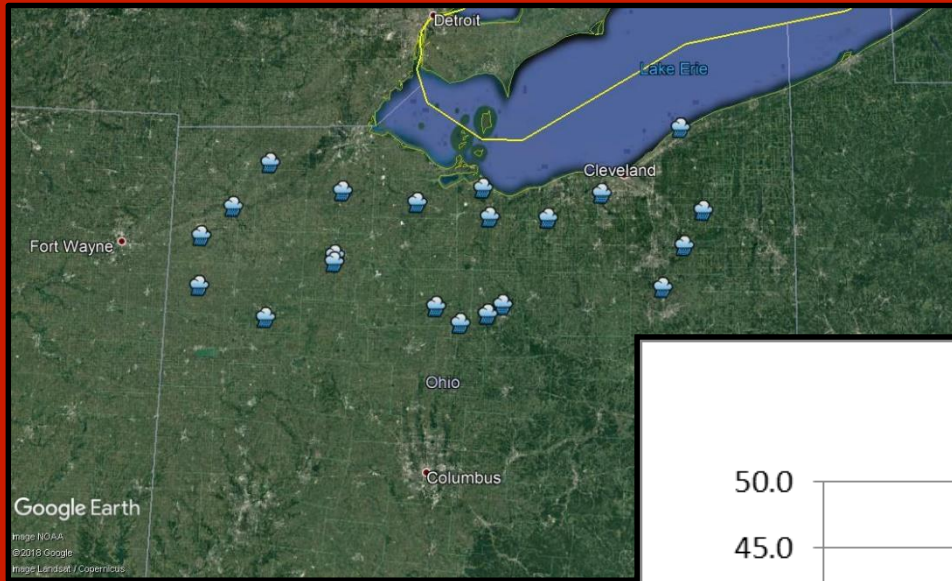 Detroit
Lake Erie
Cleveland
Fort Wayne
Ohio
Columbus
Google Earth
Image NOAA
©2018 Google
Image Landsat / Copernicus
50.0
45.0